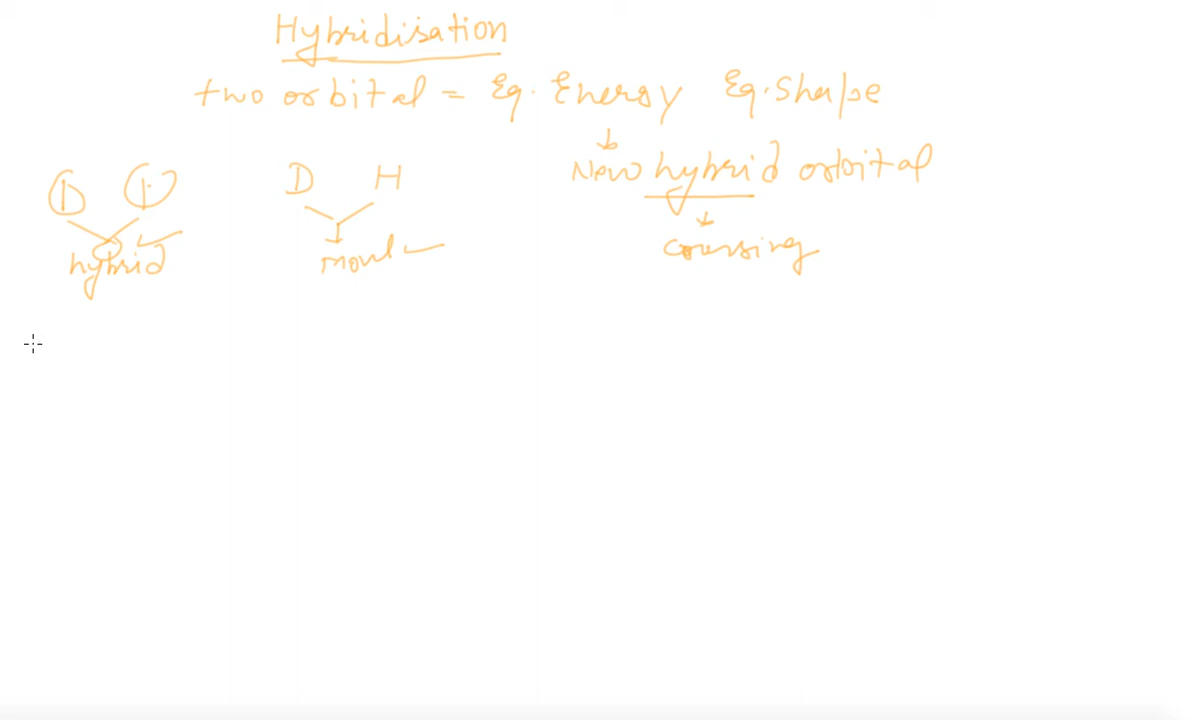 Hybridisation
two orbital = Eq. Energy Eq. Shape
New hybrid orbital
D H
hybrid